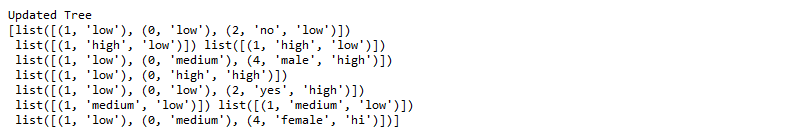 Updated Tree
[list([(1, 'low'), (0, 'low'), (2, 'no', 'low')])
 list([(1, 'high', 'low')]) list([(1, 'high', 'low')])
 list([(1, 'low'), (0, 'medium'), (4, 'male', 'high')])
 list([(1, 'low'), (0, 'high', 'high')])
 list([(1, 'low'), (0, 'low'), (2, 'yes', 'high')])
 list([(1, 'medium', 'low')]) list([(1, 'medium', 'low')])
 list([(1, 'low'), (0, 'medium'), (4, 'female', 'hi')])]